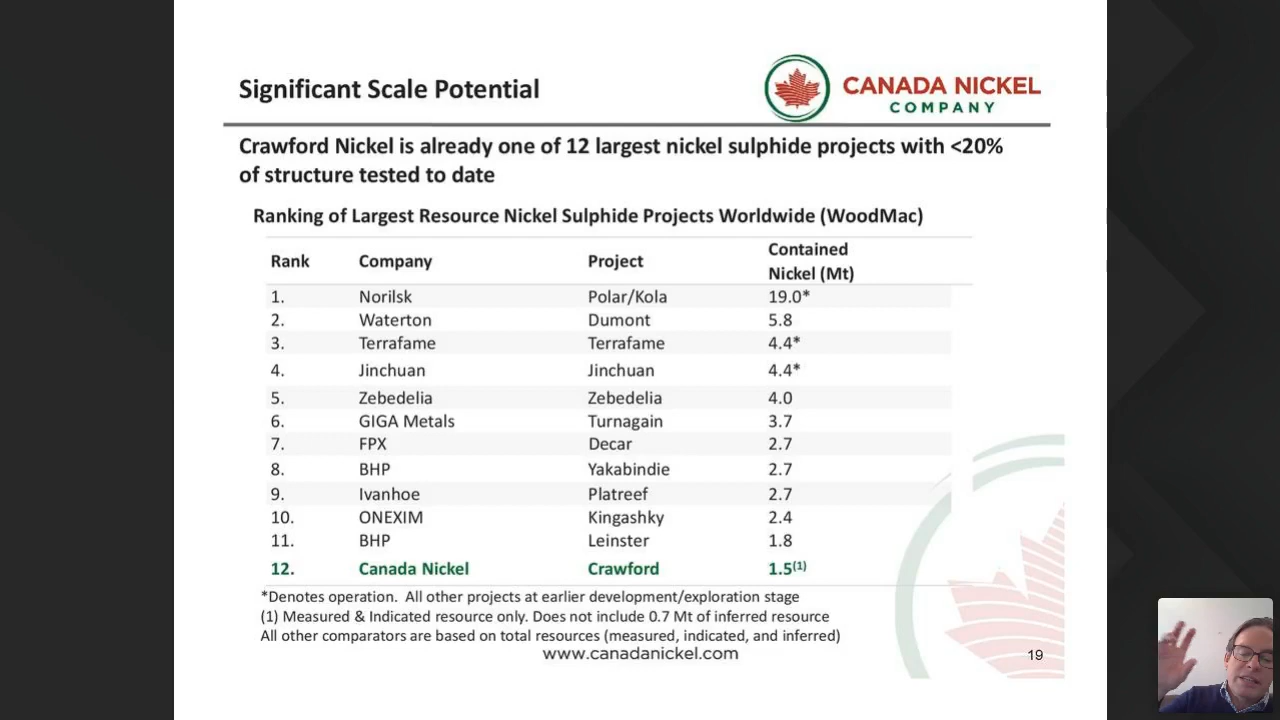 Significant Scale Potential
CANADA NICKEL
COMPANY
Crawford Nickel is already one of 12 largest nickel sulphide projects with <20%
of structure tested to date
Ranking of Largest Resource Nickel Sulphide Projects Worldwide (WoodMac)
Rank Company Project Contained Nickel (Mt)
1. Norilsk Polar/Kola 19.0*
2. Waterton Dumont 5.8
3. Terrafame Terrafame 4.4*
4. Jinchuan Jinchuan 4.4*
5. Zebedelia Zebedelia 4.0
6. GIGA Metals Turnagain 3.7
7. FPX Decar 2.7
8. BHP Yakabindie 2.7
9. Ivanhoe Platreef 2.7
10. ONEXIM Kingashky 2.4
11. BHP Leinster 1.8
12. Canada Nickel Crawford 1.5(1)
*Denotes operation. All other projects at earlier development/exploration stage
(1) Measured & Indicated resource only. Does not include 0.7 Mt of inferred resource
All other comparators are based on total resources (measured, indicated, and inferred)
www.canadanickel.com
19